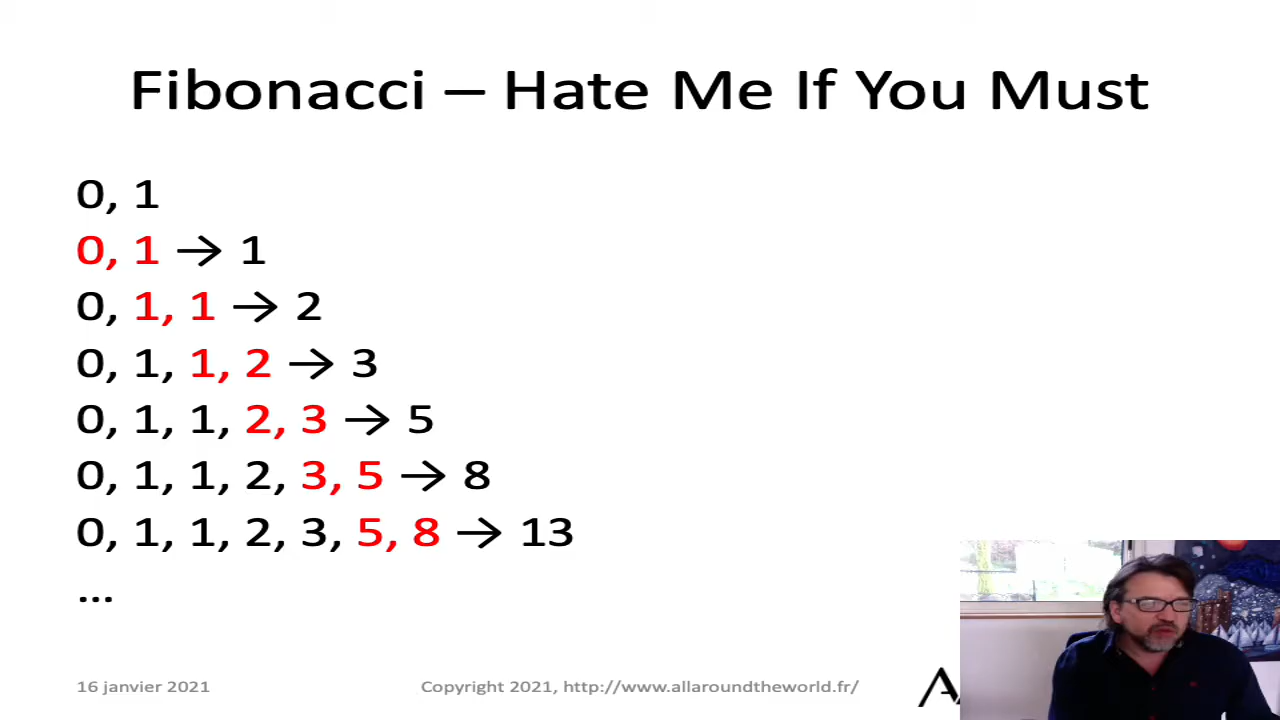 Fibonacci – Hate Me If You Must
0, 1
0, 1 → 1
0, 1, 1 → 2
0, 1, 1, 2 → 3
0, 1, 1, 2, 3 → 5
0, 1, 1, 2, 3, 5 → 8
0, 1, 1, 2, 3, 5, 8 → 13
...
16 janvier 2021
Copyright 2021, http://www.allaroundtheworld.fr/